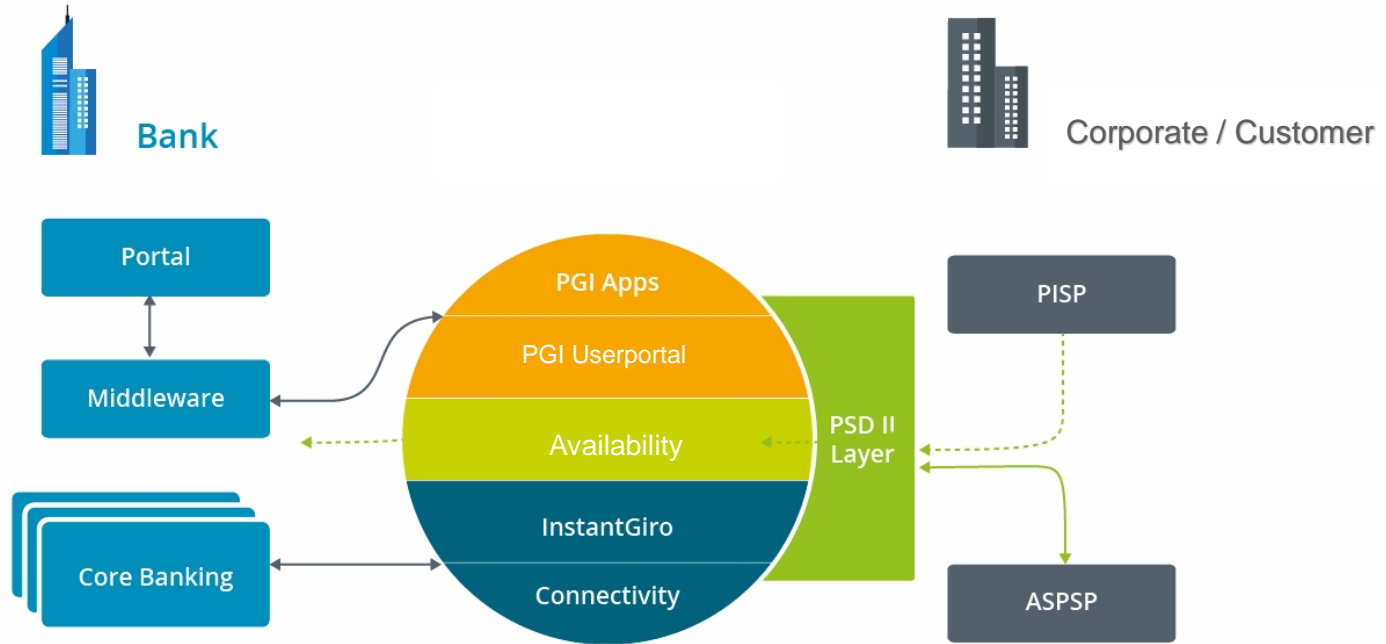 Bank
Corporate / Customer
Portal
PGI Apps
PISP
PGI Userportal
Middleware
Availability
PSD II
Layer
InstantGiro
Core Banking
Connectivity
ASPSP